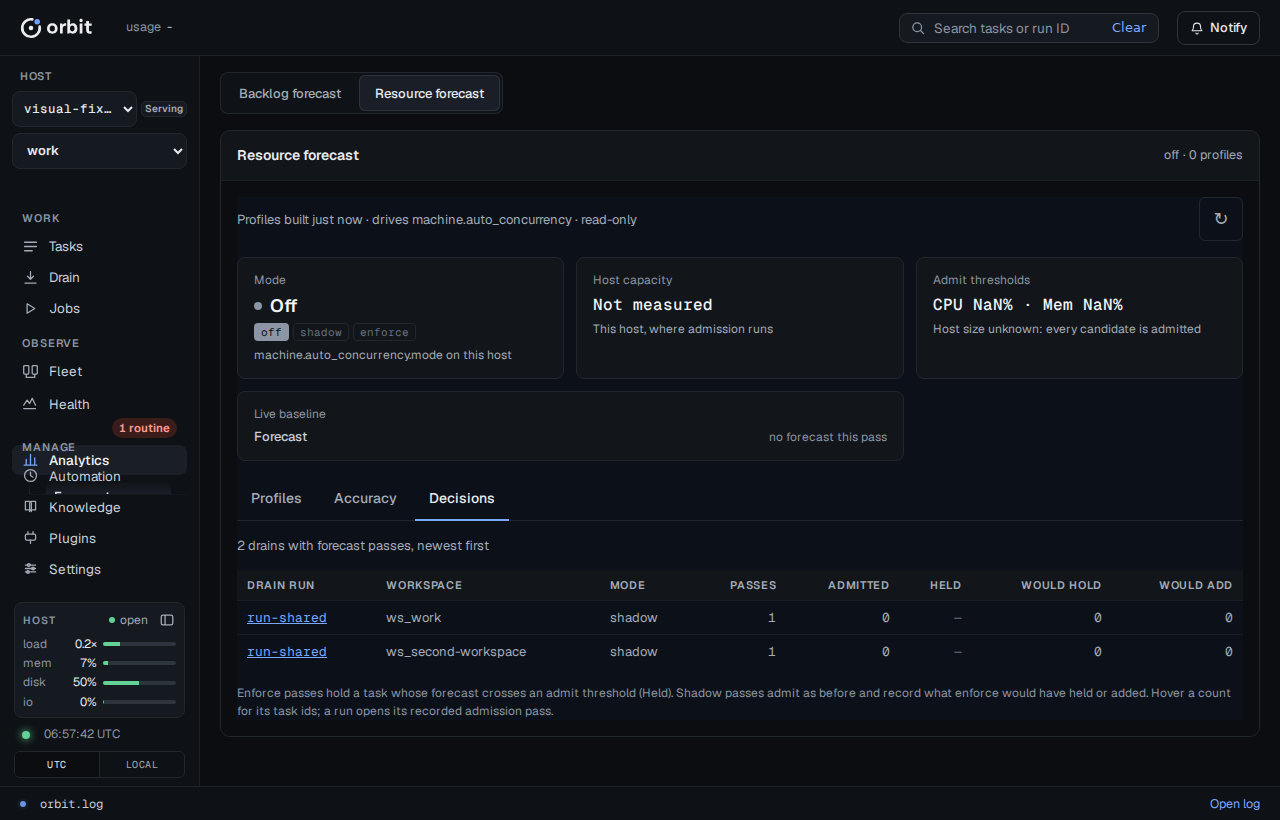 orbit
usage -
Search tasks or run ID
Clear
Notify
HOST
visual-fix…
Serving
work
WORK
Tasks
Drain
Jobs
OBSERVE
Fleet
Health
1 routine
MANAGE
Analytics
Automation
Knowledge
Plugins
Settings
HOST
open
load 0.2×
mem 7%
disk 50%
io 0%
06:57:42 UTC
UTC
LOCAL
Backlog forecast
Resource forecast
Resource forecast
off · 0 profiles
Profiles built just now · drives machine.auto_concurrency · read-only
Mode
Off
off shadow enforce
machine.auto_concurrency.mode on this host
Host capacity
Not measured
This host, where admission runs
Admit thresholds
CPU NaN% · Mem NaN%
Host size unknown: every candidate is admitted
Live baseline
Forecast
no forecast this pass
Profiles
Accuracy
Decisions
2 drains with forecast passes, newest first
DRAIN RUN WORKSPACE MODE PASSES ADMITTED HELD WOULD HOLD WOULD ADD
run-shared ws_work shadow 1 0 — 0 0
run-shared ws_second-workspace shadow 1 0 — 0 0
Enforce passes hold a task whose forecast crosses an admit threshold (Held). Shadow passes admit as before and record what enforce would have held or added. Hover a count
for its task ids; a run opens its recorded admission pass.
orbit.log
Open log